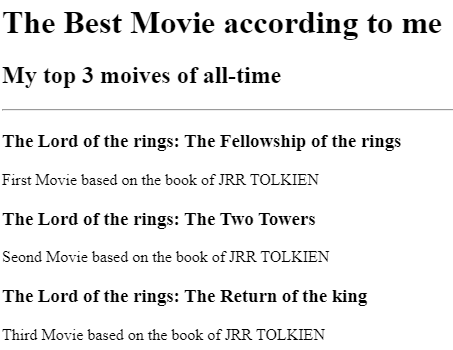 The Best Movie according to me
My top 3 moives of all-time
The Lord of the rings: The Fellowship of the rings
First Movie based on the book of JRR TOLKIEN
The Lord of the rings: The Two Towers
Seond Movie based on the book of JRR TOLKIEN
The Lord of the rings: The Return of the king
Third Movie based on the book of JRR TOLKIEN